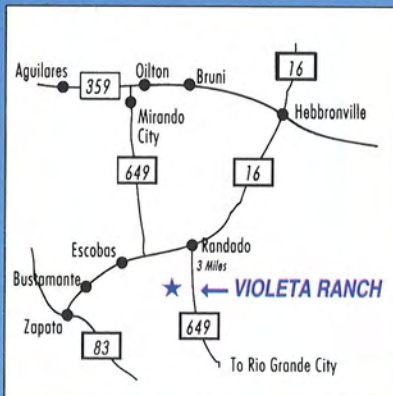 16
Aguilares
359
Oilton
Bruni
Mirando
City
Hebbronville
649
16
Escobas
Randado
3 Miles
Bustamante
VIOLETA RANCH
Zapata
83
649
To Rio Grande City